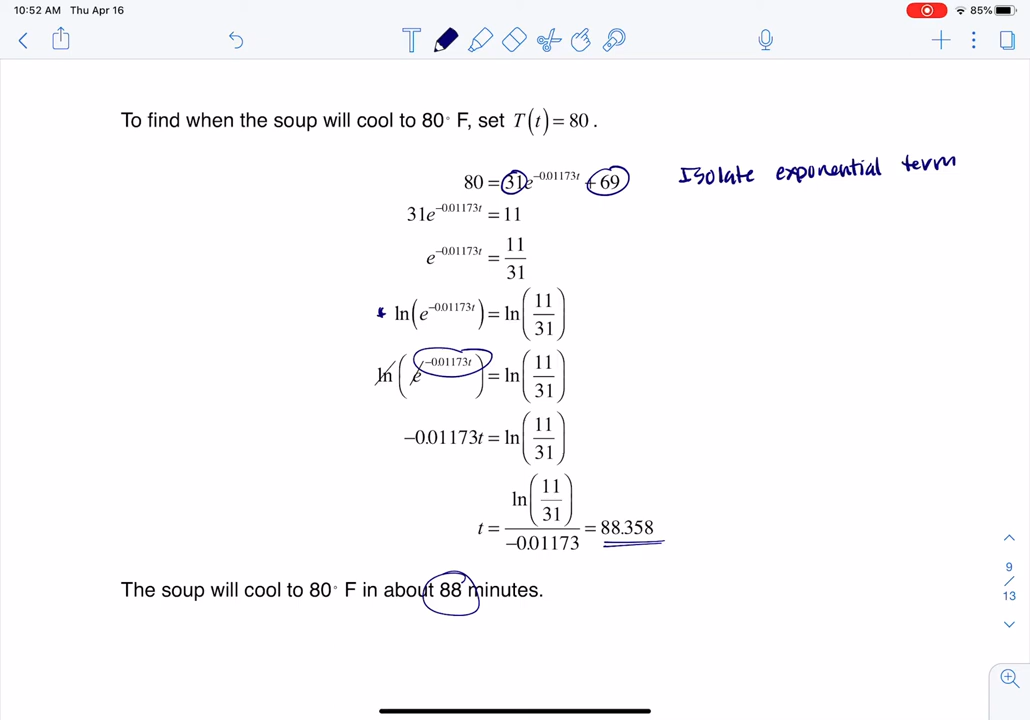 10:52 AM Thu Apr 16
85%
T
To find when the soup will cool to 80° F, set T(t) = 80 .
80 = 31e^{-0.01173t} + 69
Isolate exponential term
31e^{-0.01173t} = 11
e^{-0.01173t} = 11/31
ln(e^{-0.01173t}) = ln(11/31)
ln(e^{-0.01173t}) = ln(11/31)
-0.01173t = ln(11/31)
t = ln(11/31)/-0.01173 = 88.358
The soup will cool to 80° F in about 88 minutes.
9
/
13